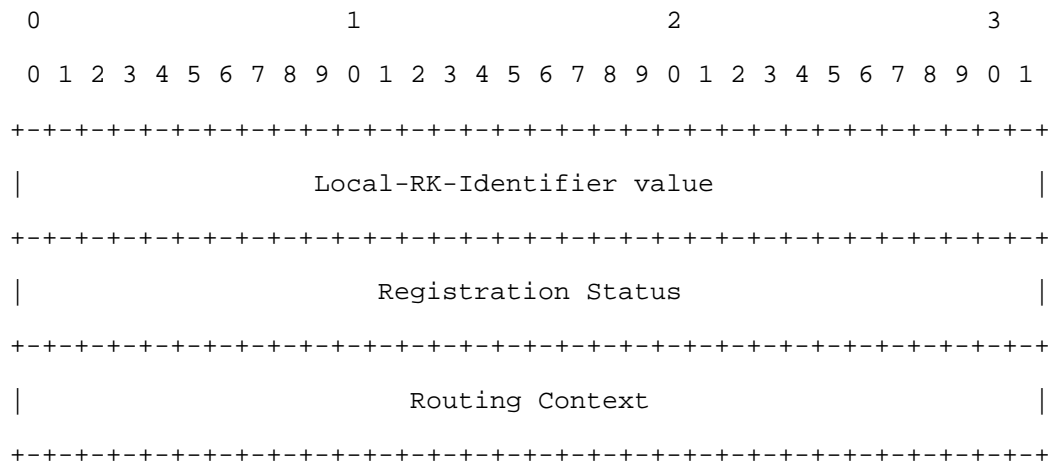 0                   1                   2                   3
 0 1 2 3 4 5 6 7 8 9 0 1 2 3 4 5 6 7 8 9 0 1 2 3 4 5 6 7 8 9 0 1
+-+-+-+-+-+-+-+-+-+-+-+-+-+-+-+-+-+-+-+-+-+-+-+-+-+-+-+-+-+-+-+-+
|                  Local-RK-Identifier value                    |
+-+-+-+-+-+-+-+-+-+-+-+-+-+-+-+-+-+-+-+-+-+-+-+-+-+-+-+-+-+-+-+-+
|                      Registration Status                      |
+-+-+-+-+-+-+-+-+-+-+-+-+-+-+-+-+-+-+-+-+-+-+-+-+-+-+-+-+-+-+-+-+
|                        Routing Context                        |
+-+-+-+-+-+-+-+-+-+-+-+-+-+-+-+-+-+-+-+-+-+-+-+-+-+-+-+-+-+-+-+-+